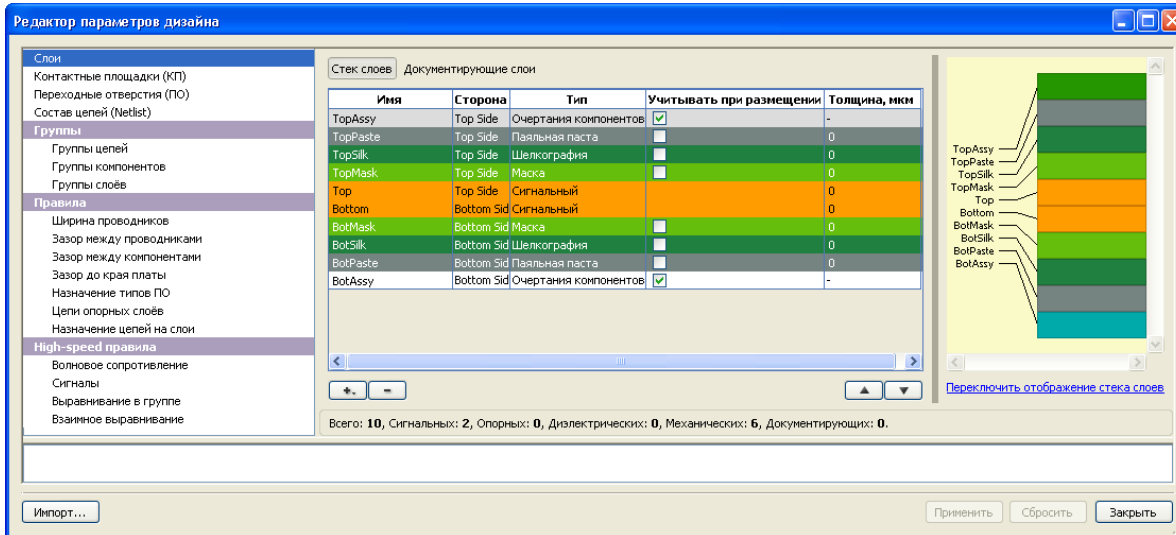 Редактор параметров дизайна
Слои
Контактные площадки (КП)
Переходные отверстия (ПО)
Состав цепей (Netlist)
Группы
Группы цепей
Группы компонентов
Группы слоёв
Правила
Ширина проводников
Зазор между проводниками
Зазор между компонентами
Зазор до края платы
Назначение типов ПО
Цепи опорных слоёв
Назначение цепей на слои
High-speed правила
Волновое сопротивление
Сигналы
Выравнивание в группе
Взаимное выравнивание
Стек слоев Документирующие слои
Имя Сторона Тип Учитывать при размещении Толщина, мкм
TopAssy Top Side Очертания компонентов -
TopPaste Top Side Паяльная паста 0
TopSilk Top Side Шелкография 0
TopMask Top Side Маска 0
Top Top Side Сигнальный 0
Bottom Bottom Sid Сигнальный 0
BotMask Bottom Sid Маска 0
BotSilk Bottom Sid Шелкография 0
BotPaste Bottom Sid Паяльная паста 0
BotAssy Bottom Sid Очертания компонентов -
Всего: 10, Сигнальных: 2, Опорных: 0, Диэлектрических: 0, Механических: 6, Документирующих: 0.
TopAssy
TopPaste
TopSilk
TopMask
Top
Bottom
BotMask
BotSilk
BotPaste
BotAssy
Переключить отображение стека слоев
Импорт... Применить Сбросить Закрыть